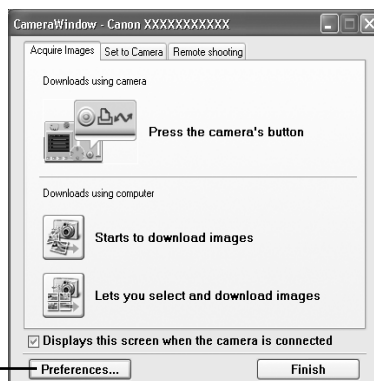 CameraWindow - Canon XXXXXXXXXXX
Acquire Images Set to Camera Remote shooting
Downloads using camera
Press the camera's button
Downloads using computer
Starts to download images
Lets you select and download images
Displays this screen when the camera is connected
Preferences... Finish